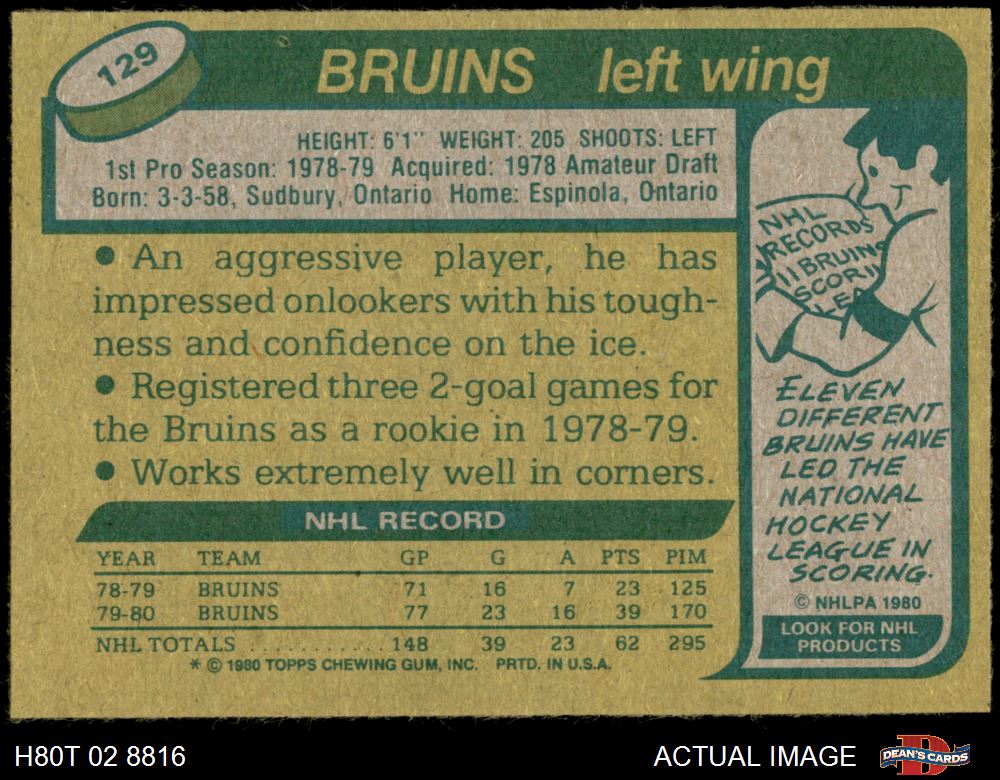 129
BRUINS left wing
HEIGHT: 6'1" WEIGHT: 205 SHOOTS: LEFT
1st Pro Season: 1978-79 Acquired: 1978 Amateur Draft
Born: 3-3-58, Sudbury, Ontario Home: Espinola, Ontario
• An aggressive player, he has
impressed onlookers with his tough-
ness and confidence on the ice.
• Registered three 2-goal games for
the Bruins as a rookie in 1978-79.
• Works extremely well in corners.
NHL RECORD
YEAR TEAM GP G A PTS PIM
78-79 BRUINS 71 16 7 23 125
79-80 BRUINS 77 23 16 39 170
NHL TOTALS . . . . . . . . . . . . 148 39 23 62 295
* © 1980 TOPPS CHEWING GUM, INC. PRTD. IN U.S.A.
NHL
RECORDS
11 BRUINS
SCORI
LEA
ELEVEN
DIFFERENT
BRUINS HAVE
LED THE
NATIONAL
HOCKEY
LEAGUE IN
SCORING.
© NHLPA 1980
LOOK FOR NHL
PRODUCTS
H80T 02 8816
ACTUAL IMAGE
D
DEAN'S CARDS